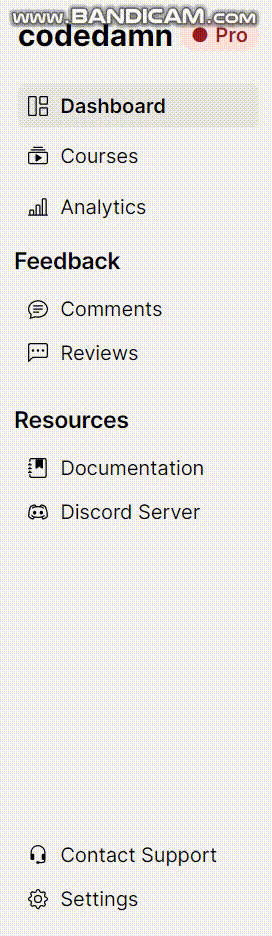 www.BANDICAM.com
codedamn Pro
Dashboard
Courses
Analytics
Feedback
Comments
Reviews
Resources
Documentation
Discord Server
Contact Support
Settings